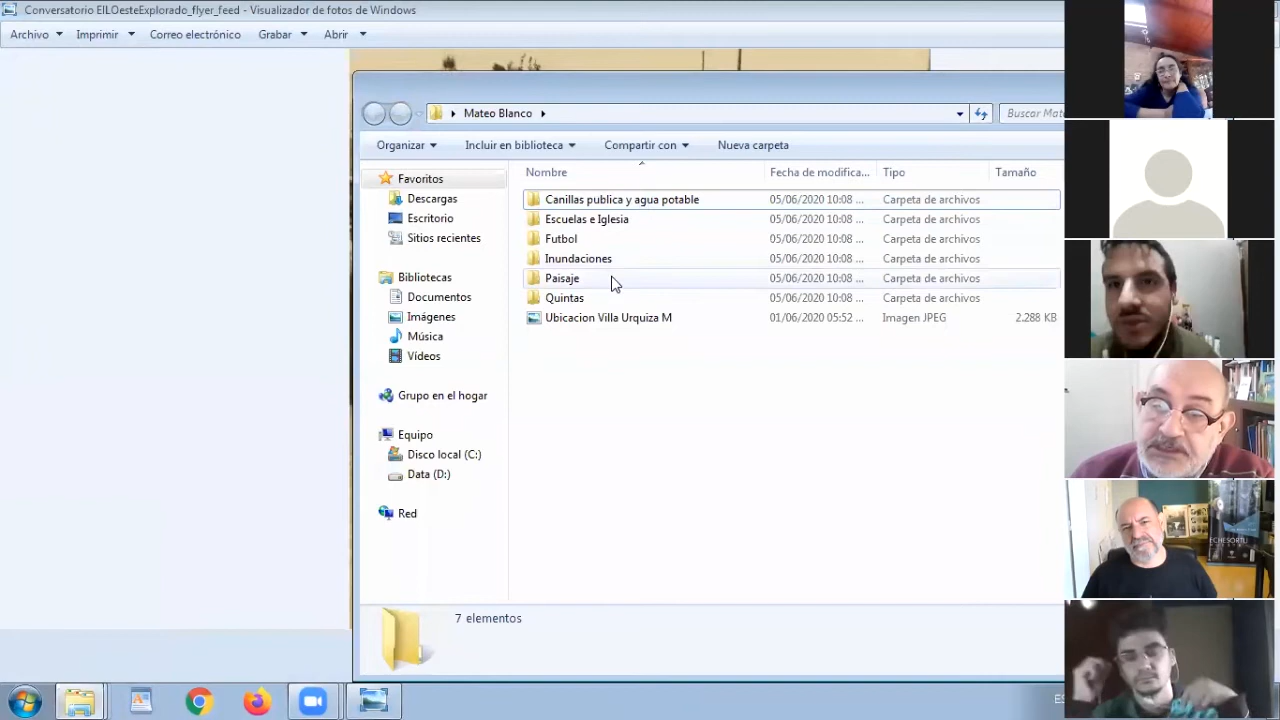 Conversatorio EILOesteExplorado_flyer_feed - Visualizador de fotos de Windows
Archivo Imprimir Correo electrónico Grabar Abrir
Mateo Blanco
Buscar Mat
Organizar Incluir en biblioteca Compartir con Nueva carpeta
Nombre Fecha de modifica... Tipo Tamaño
Favoritos
Descargas
Escritorio
Sitios recientes
Bibliotecas
Documentos
Imágenes
Música
Vídeos
Grupo en el hogar
Equipo
Disco local (C:)
Data (D:)
Red
Canillas publica y agua potable 05/06/2020 10:08 ... Carpeta de archivos
Escuelas e Iglesia 05/06/2020 10:08 ... Carpeta de archivos
Futbol 05/06/2020 10:08 ... Carpeta de archivos
Inundaciones 05/06/2020 10:08 ... Carpeta de archivos
Paisaje 05/06/2020 10:08 ... Carpeta de archivos
Quintas 05/06/2020 10:08 ... Carpeta de archivos
Ubicacion Villa Urquiza M 01/06/2020 05:52 ... Imagen JPEG 2.288 KB
7 elementos
ES
ECHESORTU